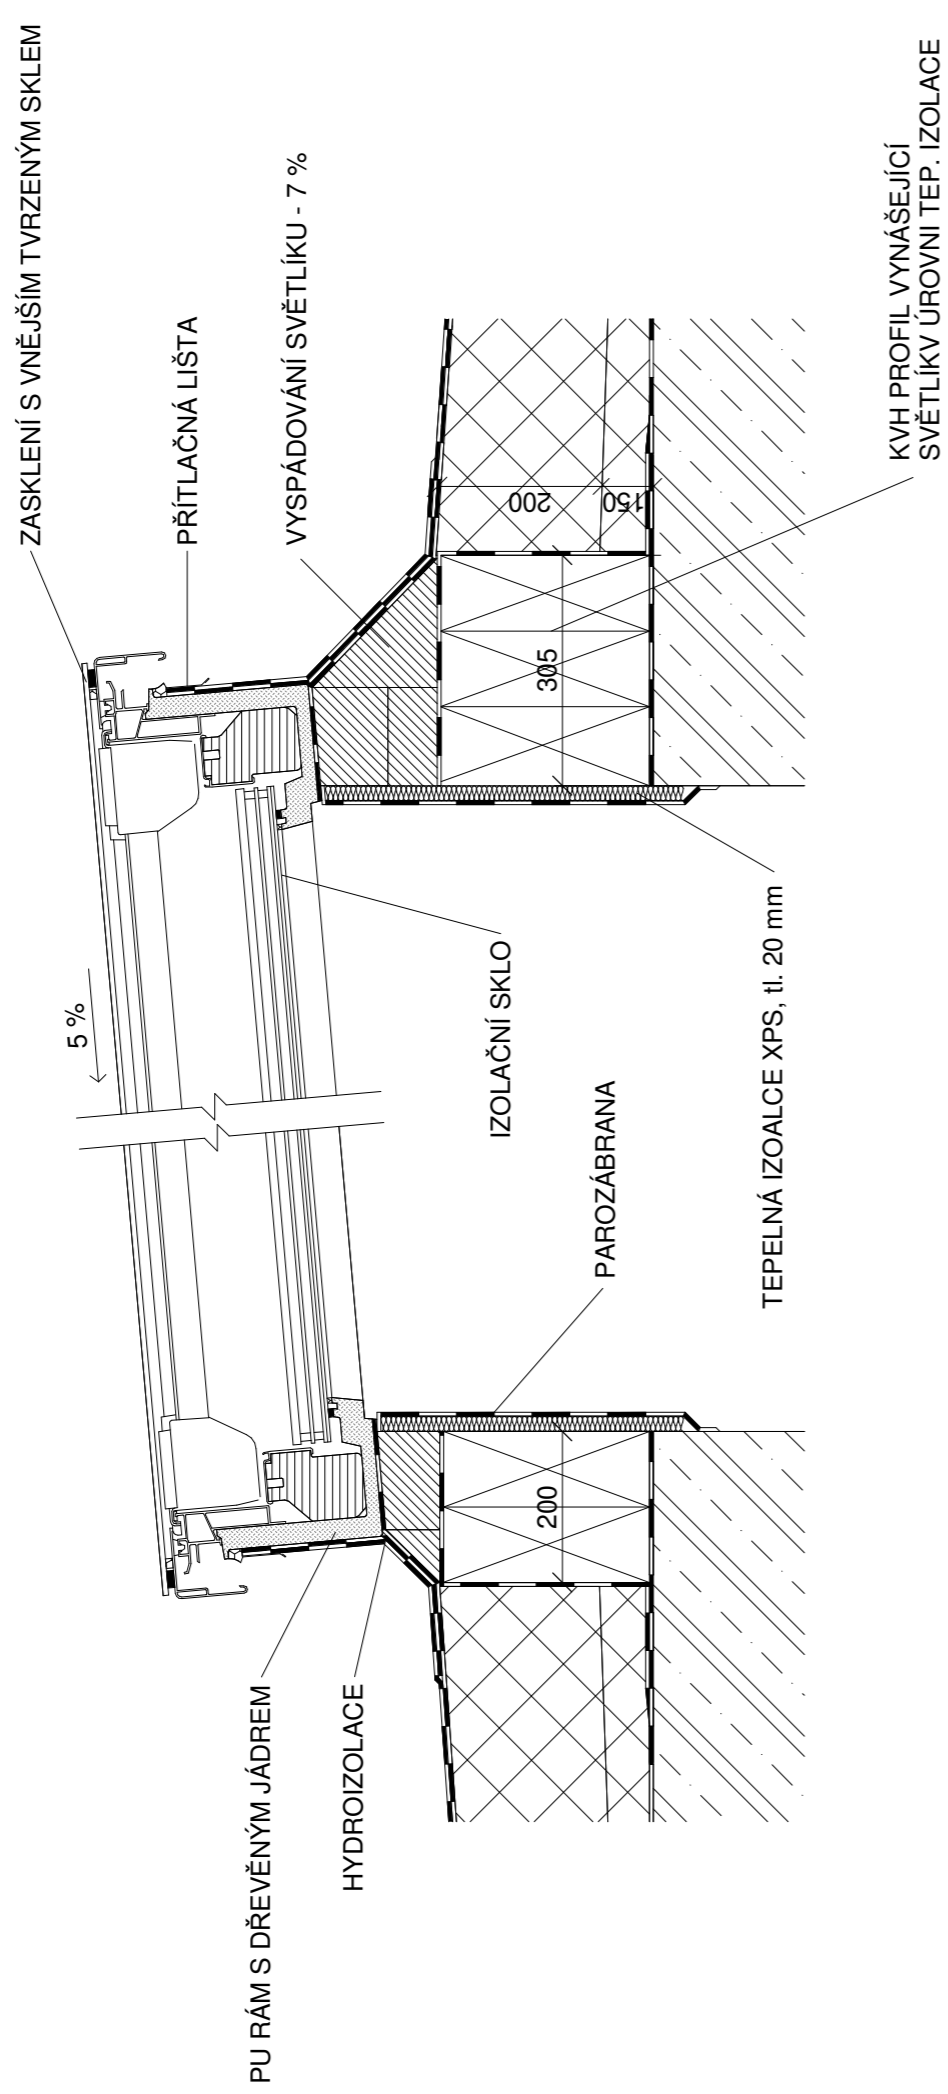 ZASKLENÍ S VNĚJŠÍM TVRZENÝM SKLEM
PŘÍTLAČNÁ LIŠTA
VYSPÁDOVÁNÍ SVĚTLÍKU - 7 %
KVH PROFIL VYNÁŠEJÍCÍ
SVĚTLÍKV ÚROVNI TEP. IZOLACE
5 %
200
150
305
IZOLAČNÍ SKLO
PAROZÁBRANA
TEPELNÁ IZOALCE XPS, tl. 20 mm
200
PU RÁM S DŘEVĚNÝM JÁDREM
HYDROIZOLACE